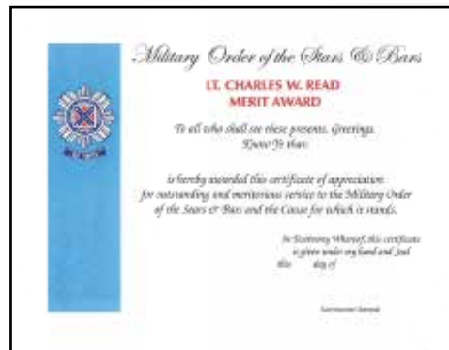 Military Order of the Stars & Bars
LT. CHARLES W. READ
MERIT AWARD
To all who shall see these presents, Greetings,
Know Ye that:
is hereby awarded this certificate of appreciation
for outstanding and meritorious service to the Military Order
of the Stars & Bars and the Cause for which it stands.
In Testimony Whereof, this certificate
is given under my hand and Seal
this day of